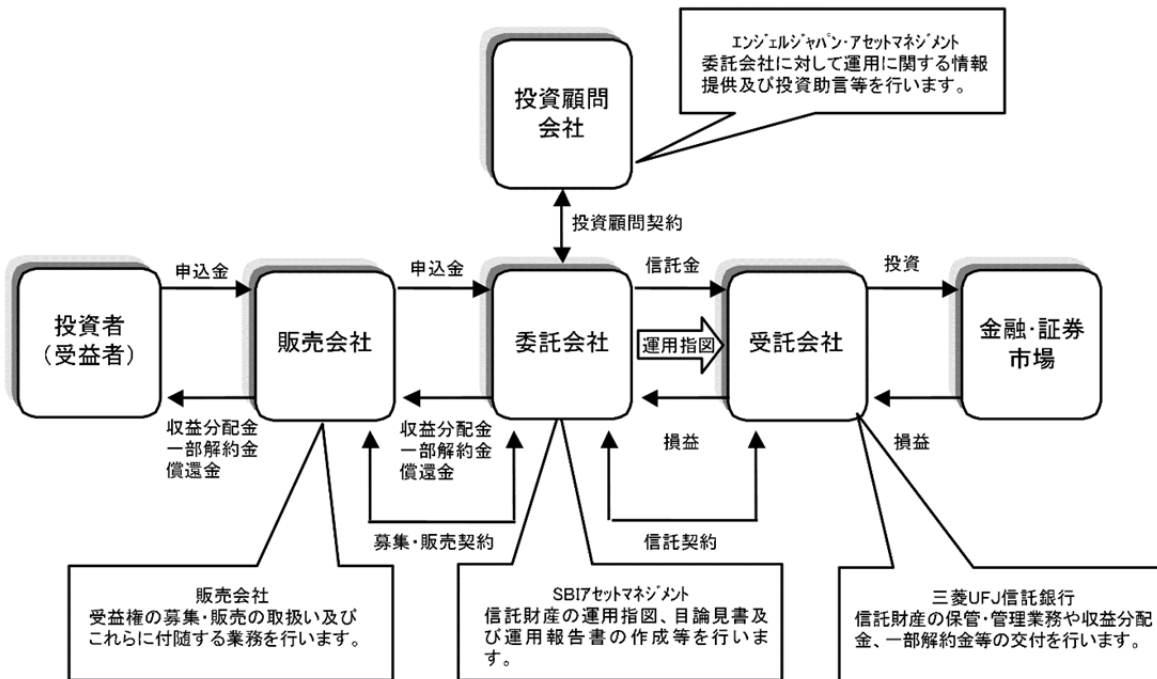 エンジェルジャパン・アセットマネジメント
委託会社に対して運用に関する情報
提供及び投資助言等を行います。
投資顧問
会社
投資顧問契約
申込金
申込金
信託金
投資
投資者
(受益者)
販売会社
委託会社
運用指図
受託会社
金融・証券
市場
収益分配金
一部解約金
償還金
収益分配金
一部解約金
償還金
損益
損益
募集・販売契約
信託契約
販売会社
受益権の募集・販売の取扱い及び
これらに付随する業務を行います。
SBIアセットマネジメント
信託財産の運用指図、目論見書及
び運用報告書の作成等を行いま
す。
三菱UFJ信託銀行
信託財産の保管・管理業務や収益分配
金、一部解約金等の交付を行います。